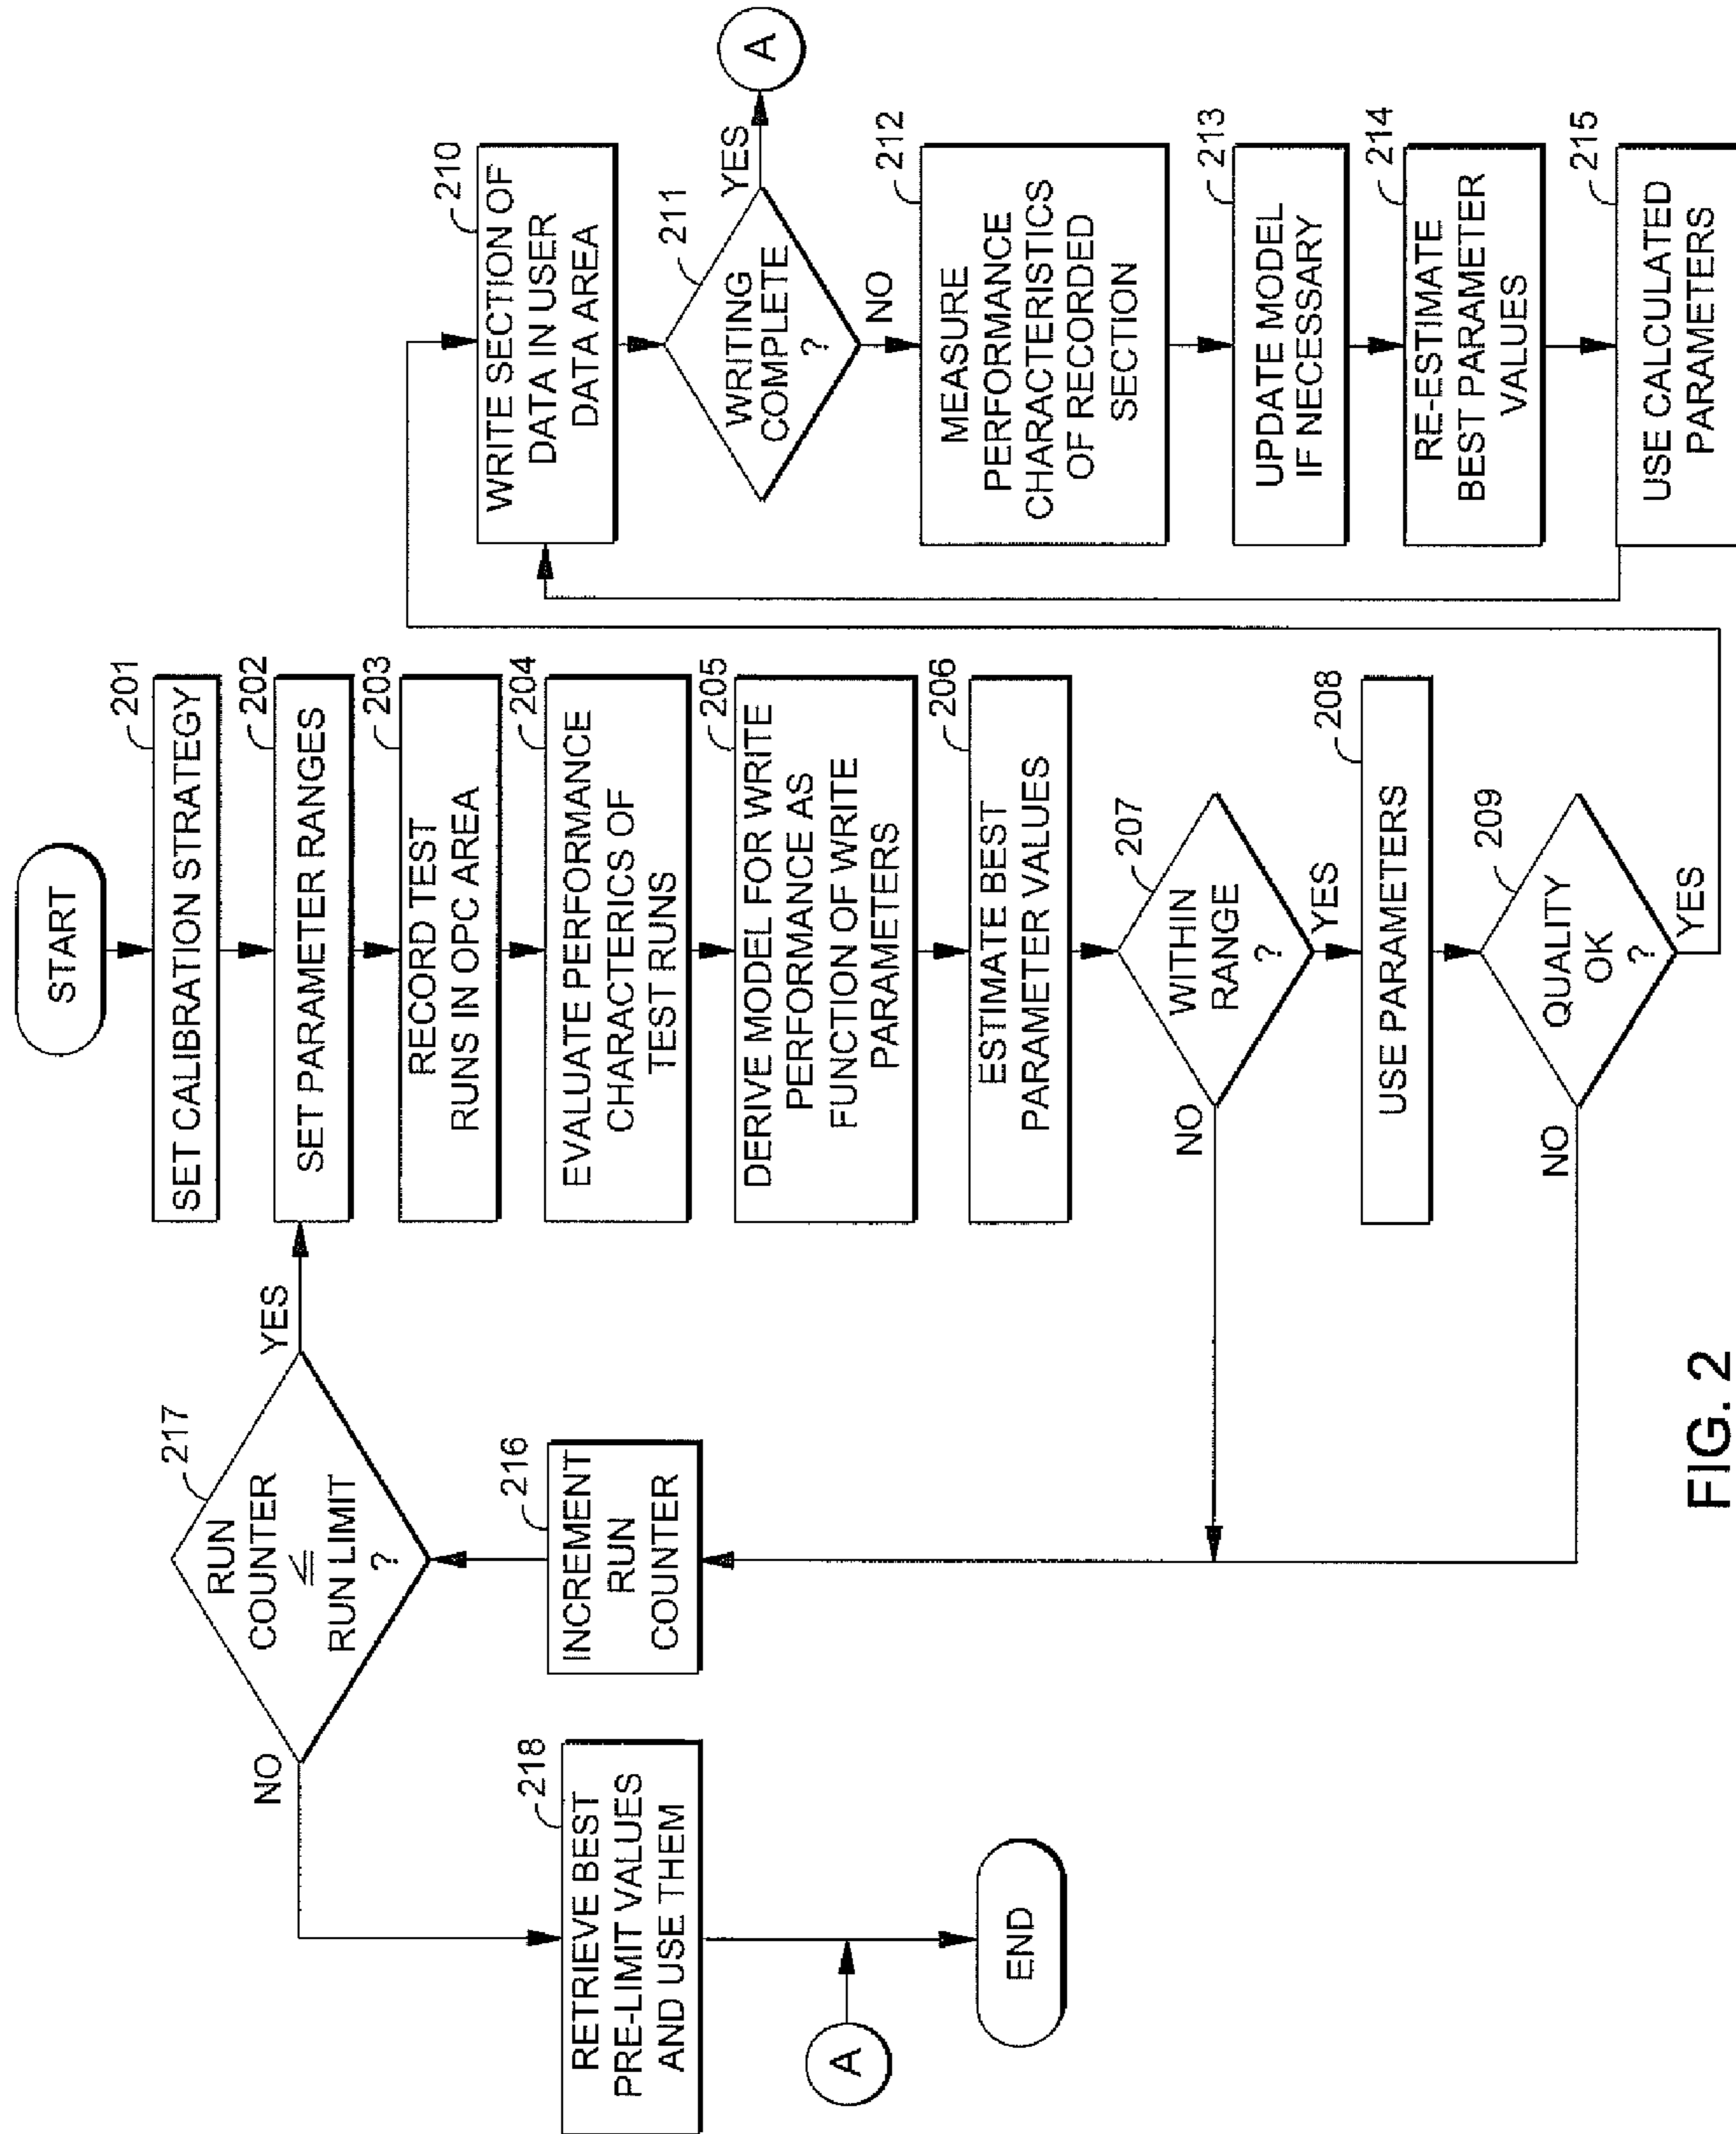 START
201
SET CALIBRATION STRATEGY
202
SET PARAMETER RANGES
203
RECORD TEST
RUNS IN OPC AREA
204
EVALUATE PERFORMANCE
CHARACTERICS OF
TEST RUNS
205
DERIVE MODEL FOR WRITE
PERFORMANCE AS
FUNCTION OF WRITE
PARAMETERS
206
ESTIMATE BEST
PARAMETER VALUES
207
WITHIN
RANGE
?
NO
YES
208
USE PARAMETERS
209
QUALITY
OK
?
NO
YES
210
WRITE SECTION OF
DATA IN USER
DATA AREA
211
WRITING
COMPLETE
?
YES
A
NO
212
MEASURE
PERFORMANCE
CHARACTERISTICS
OF RECORDED
SECTION
213
UPDATE MODEL
IF NECESSARY
214
RE-ESTIMATE
BEST PARAMETER
VALUES
215
USE CALCULATED
PARAMETERS
216
INCREMENT
RUN
COUNTER
217
RUN
COUNTER
≤
RUN LIMIT
?
YES
NO
218
RETRIEVE BEST
PRE-LIMIT VALUES
AND USE THEM
A
END
FIG. 2